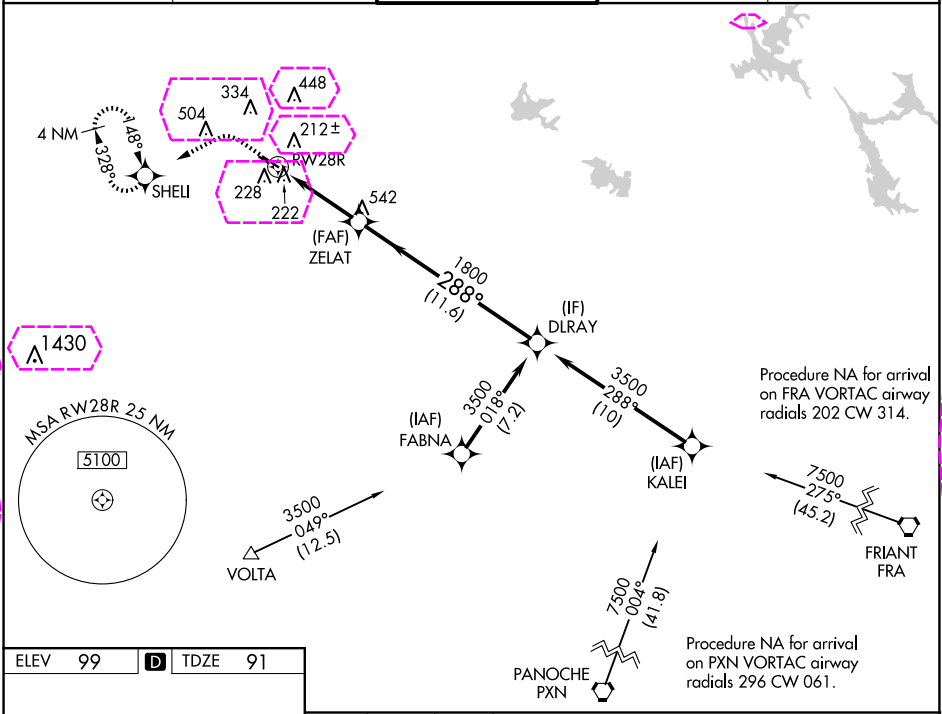 334
448
504
212±
4 NM
48°
328°
RW28R
SHELI
228
222
542
(FAF)
ZELAT
1800
288°
(11.6)
(IF)
DLRAY
1430
3500
288°
(10)
Procedure NA for arrival
on FRA VORTAC airway
radials 202 CW 314.
MSA RW28R 25 NM
5100
(IAF)
FABNA
3500
018°
(7.2)
(IAF)
KALEI
7500
275°
(45.2)
3500
049°
(12.5)
VOLTA
FRIANT
FRA
7500
004°
(41.8)
PANOCHE
PXN
Procedure NA for arrival
on PXN VORTAC airway
radials 296 CW 061.
ELEV 99 D TDZE 91